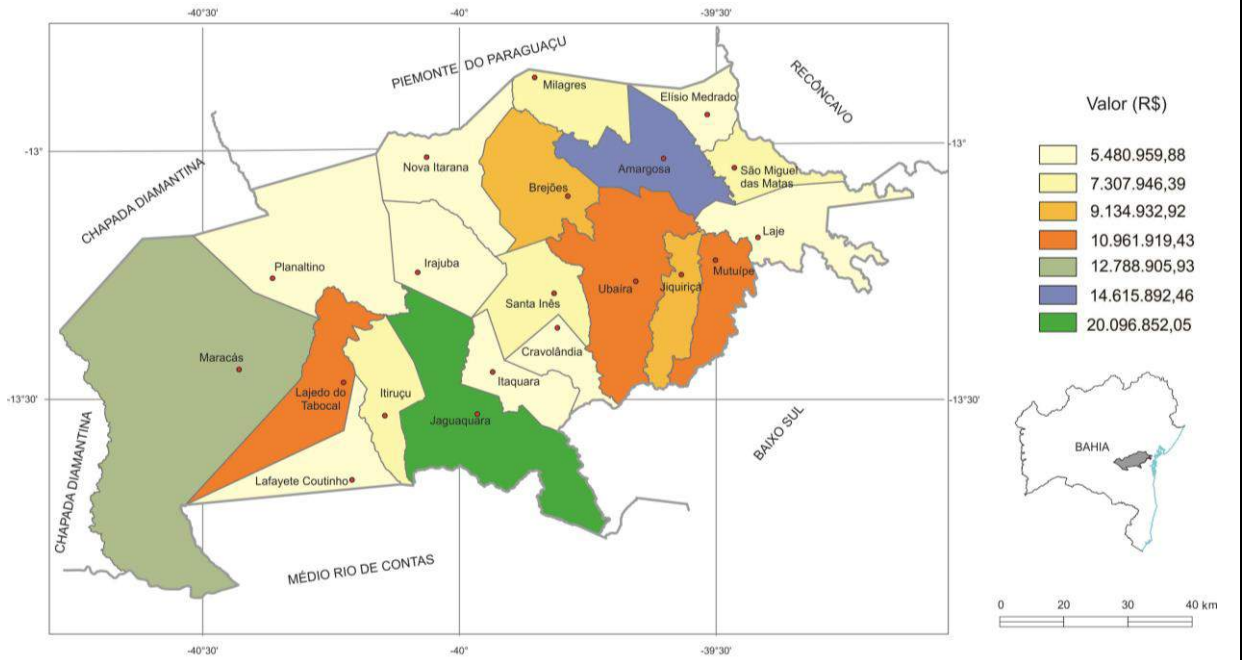 -40°30'
-40°
-39°30'
PIEMONTE DO PARAGUAÇU
RECÔNCAVO
Milagres
Elísio Medrado
-13°
-13°
CHAPADA DIAMANTINA
Nova Itarana
Amargosa
São Miguel
das Matas
Brejões
Laje
Planaltino
Irajuba
Mutuípe
Ubaíra
Jiquiriçá
Santa Inês
Maracás
Cravolândia
Itaquara
Lajedo do
Tabocal
Itiruçu
-13°30'
-13°30'
Jaguaquara
BAIXO SUL
CHAPADA DIAMANTINA
Lafayete Coutinho
MÉDIO RIO DE CONTAS
-40°30'
-40°
-39°30'
Valor (R$)
5.480.959,88
7.307.946,39
9.134.932,92
10.961.919,43
12.788.905,93
14.615.892,46
20.096.852,05
BAHIA
0 20 30 40 km